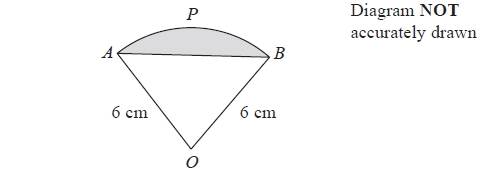 P
Diagram NOT
accurately drawn
A
B
6 cm
6 cm
O